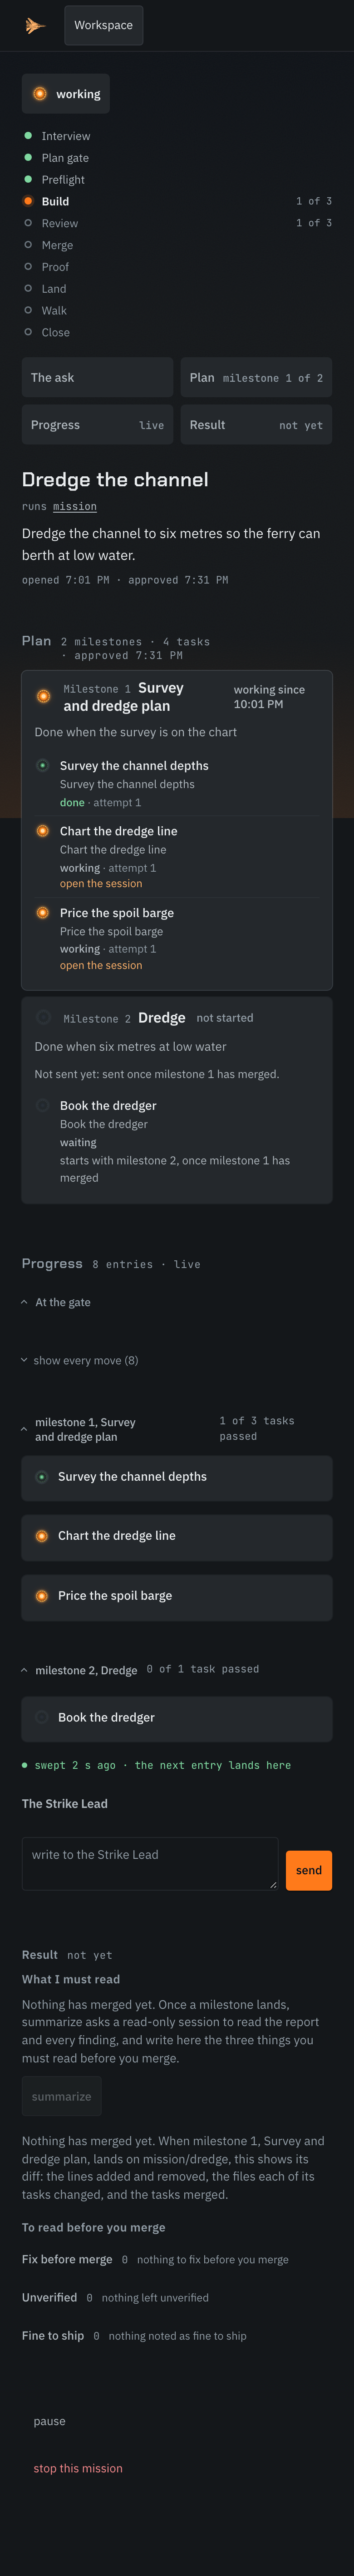 Workspace
working
Interview
Plan gate
Preflight
Build 1 of 3
Review 1 of 3
Merge
Proof
Land
Walk
Close
The ask
Plan milestone 1 of 2
Progress live
Result not yet
Dredge the channel
runs mission
Dredge the channel to six metres so the ferry can
berth at low water.
opened 7:01 PM · approved 7:31 PM
Plan 2 milestones · 4 tasks
· approved 7:31 PM
Milestone 1 Survey
and dredge plan
working since
10:01 PM
Done when the survey is on the chart
Survey the channel depths
Survey the channel depths
done · attempt 1
Chart the dredge line
Chart the dredge line
working · attempt 1
open the session
Price the spoil barge
Price the spoil barge
working · attempt 1
open the session
Milestone 2 Dredge not started
Done when six metres at low water
Not sent yet: sent once milestone 1 has merged.
Book the dredger
Book the dredger
waiting
starts with milestone 2, once milestone 1 has
merged
Progress 8 entries · live
At the gate
show every move (8)
milestone 1, Survey
and dredge plan
1 of 3 tasks
passed
Survey the channel depths
Chart the dredge line
Price the spoil barge
milestone 2, Dredge 0 of 1 task passed
Book the dredger
swept 2 s ago · the next entry lands here
The Strike Lead
write to the Strike Lead
send
Result not yet
What I must read
Nothing has merged yet. Once a milestone lands,
summarize asks a read-only session to read the report
and every finding, and write here the three things you
must read before you merge.
summarize
Nothing has merged yet. When milestone 1, Survey and
dredge plan, lands on mission/dredge, this shows its
diff: the lines added and removed, the files each of its
tasks changed, and the tasks merged.
To read before you merge
Fix before merge 0 nothing to fix before you merge
Unverified 0 nothing left unverified
Fine to ship 0 nothing noted as fine to ship
pause
stop this mission